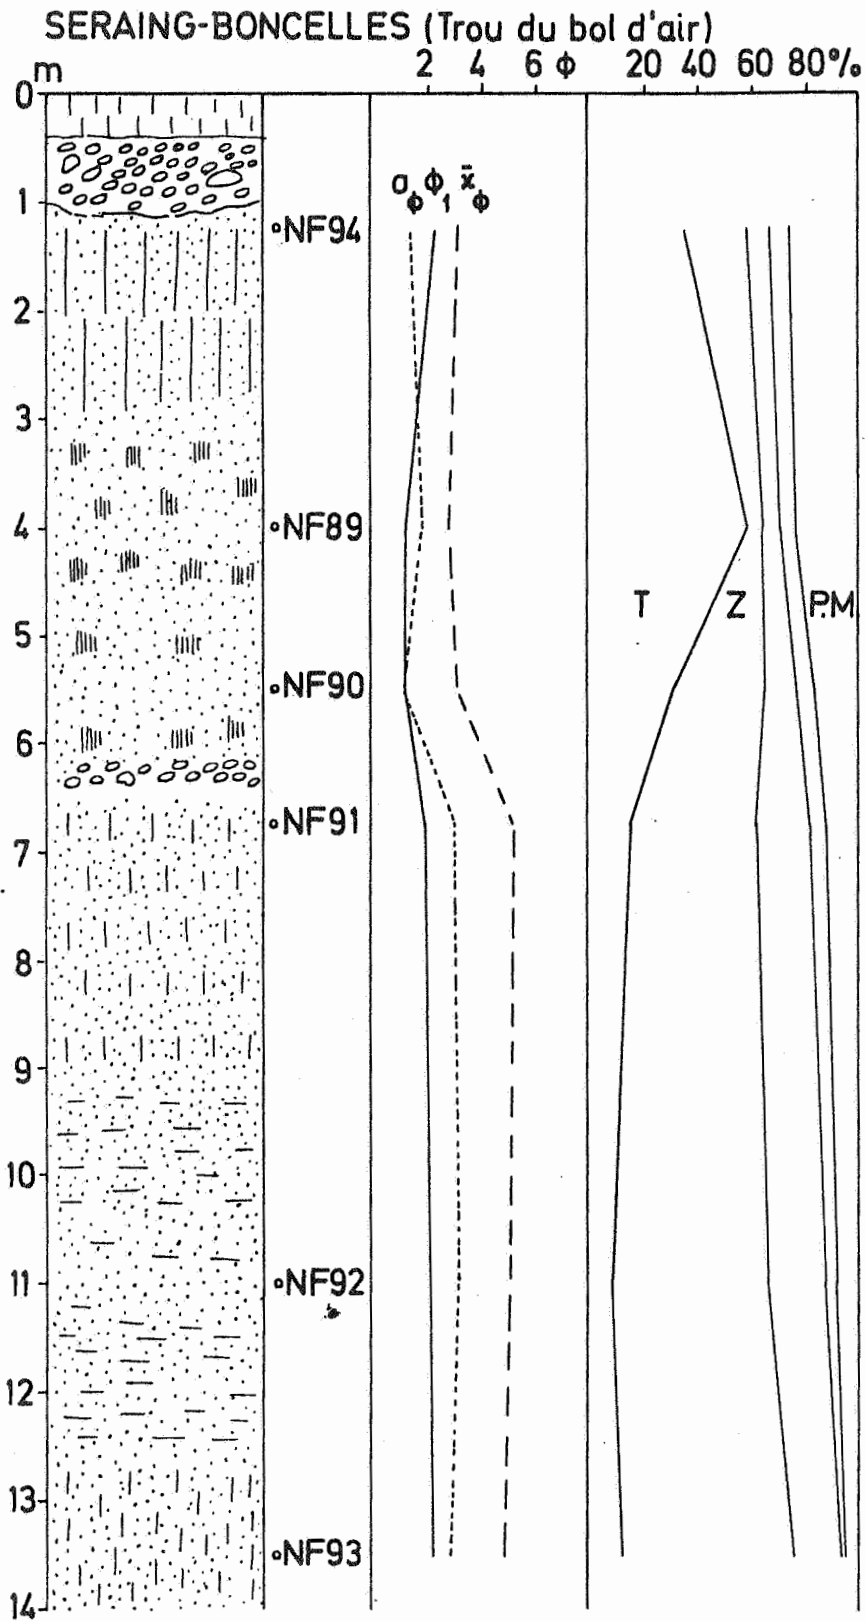 SERAING-BONCELLES (Trou du bol d'air)
m 2 4 6 ϕ 20 40 60 80%
0
σϕ ϕ1 x̄ϕ
1
NF94
2
3
4 NF89
T Z P.M
5
NF90
6
NF91
7
8
9
10
11 NF92
12
13
NF93
14